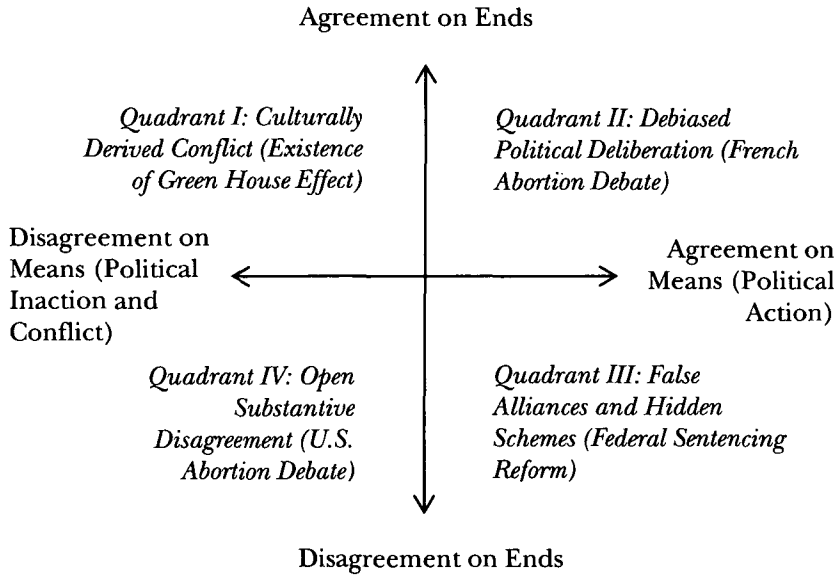 Agreement on Ends
Quadrant I: Culturally
Derived Conflict (Existence
of Green House Effect)
Quadrant II: Debiased
Political Deliberation (French
Abortion Debate)
Disagreement on
Means (Political
Inaction and
Conflict)
Agreement on
Means (Political
Action)
Quadrant IV: Open
Substantive
Disagreement (U.S.
Abortion Debate)
Quadrant III: False
Alliances and Hidden
Schemes (Federal Sentencing
Reform)
Disagreement on Ends